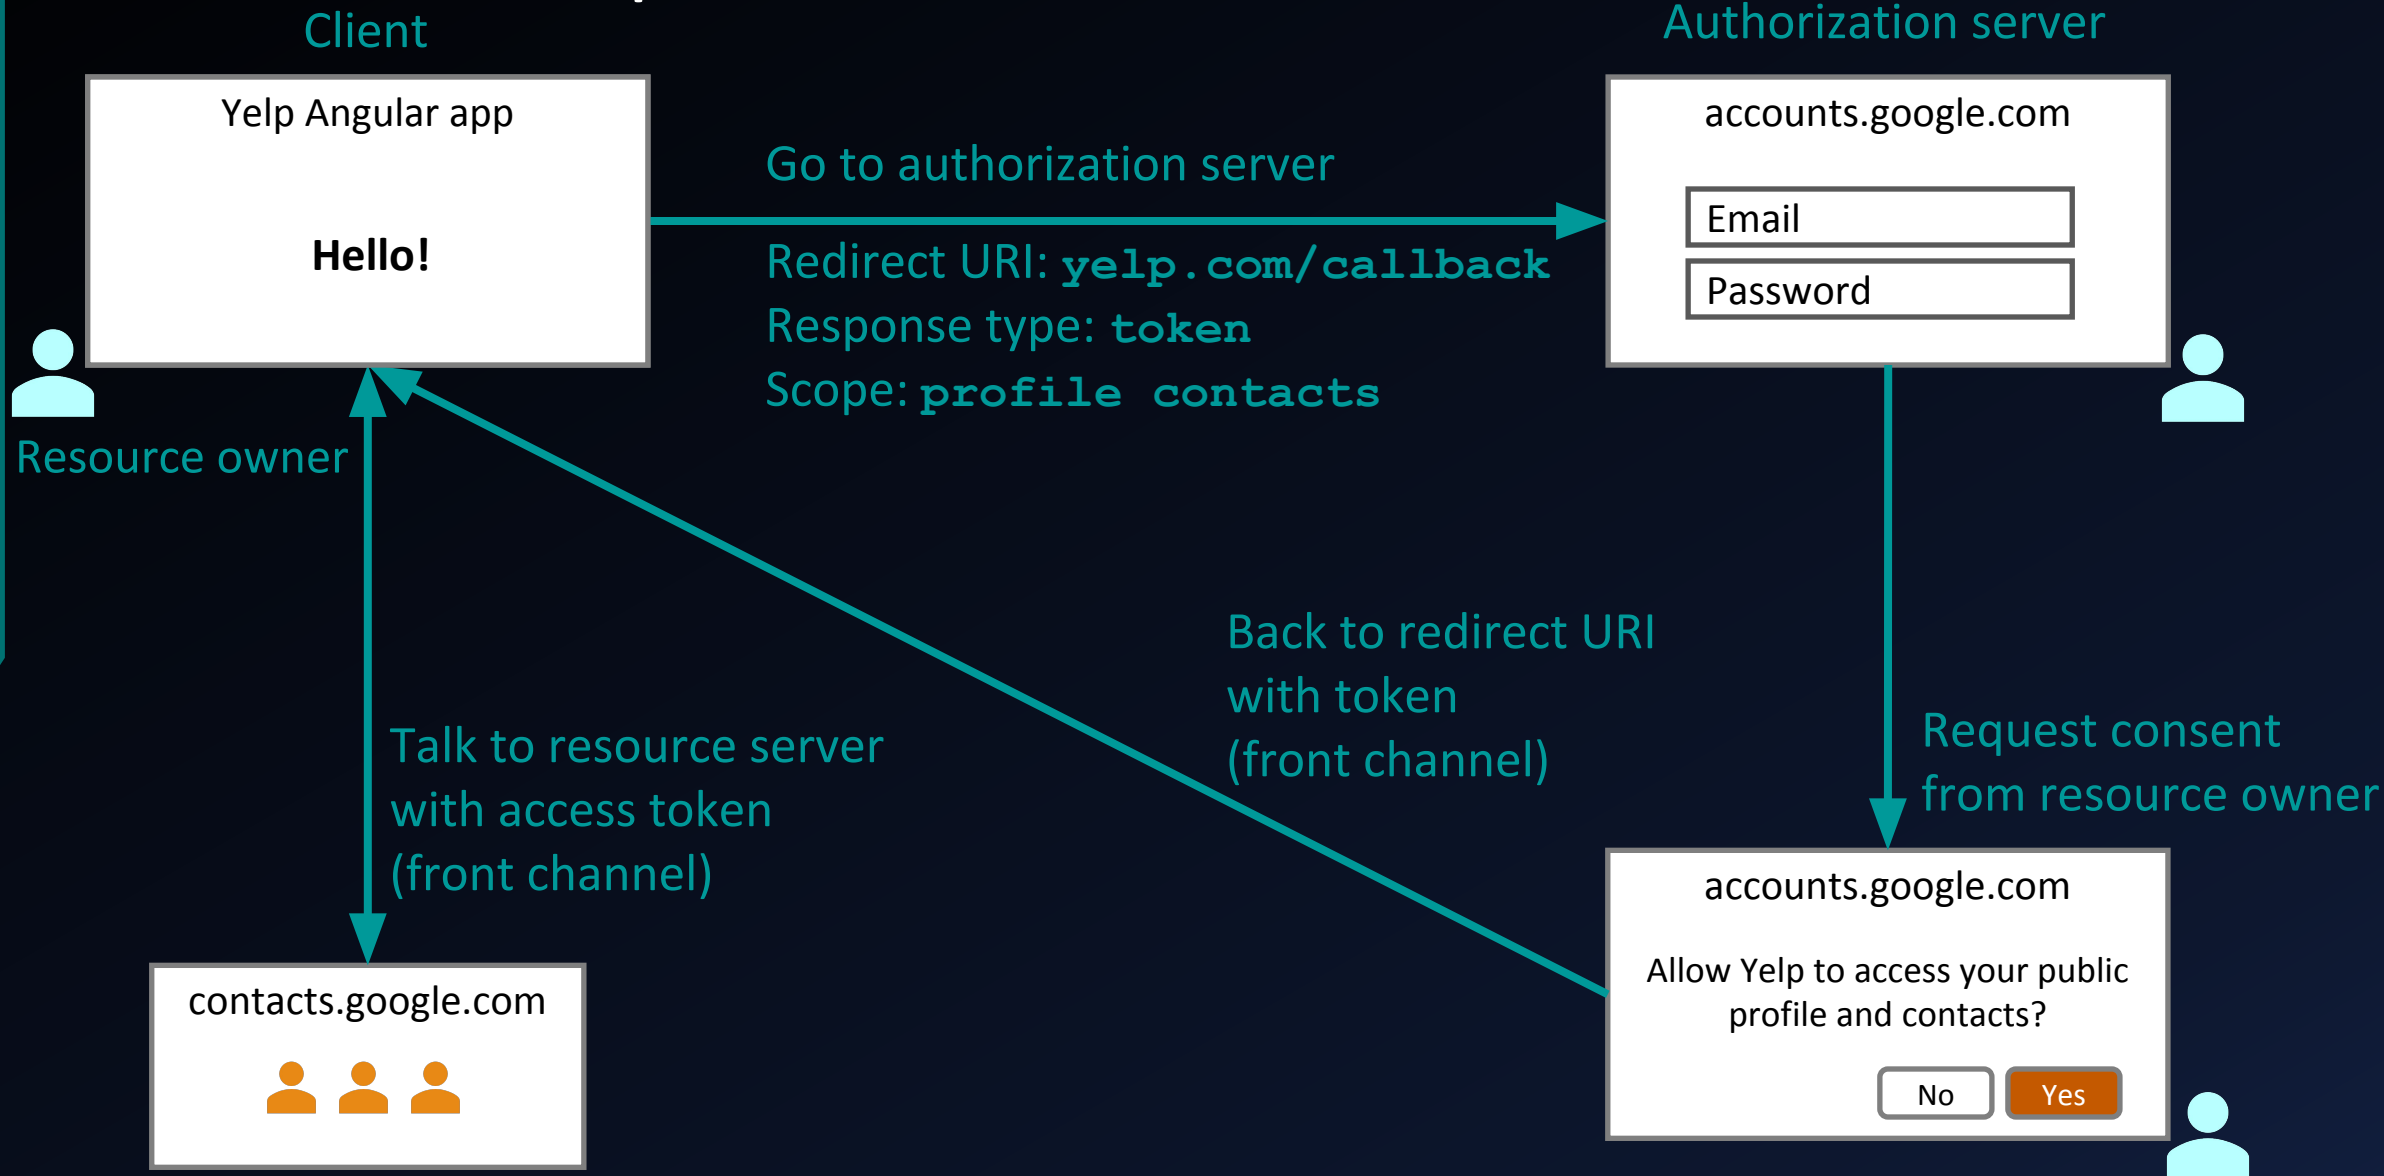 Client
Authorization server
Yelp Angular app
Hello!
Resource owner
Go to authorization server
Redirect URI: yelp.com/callback
Response type: token
Scope: profile contacts
accounts.google.com
Email
Password
Request consent
from resource owner
accounts.google.com
Allow Yelp to access your public
profile and contacts?
No
Yes
Back to redirect URI
with token
(front channel)
Talk to resource server
with access token
(front channel)
contacts.google.com